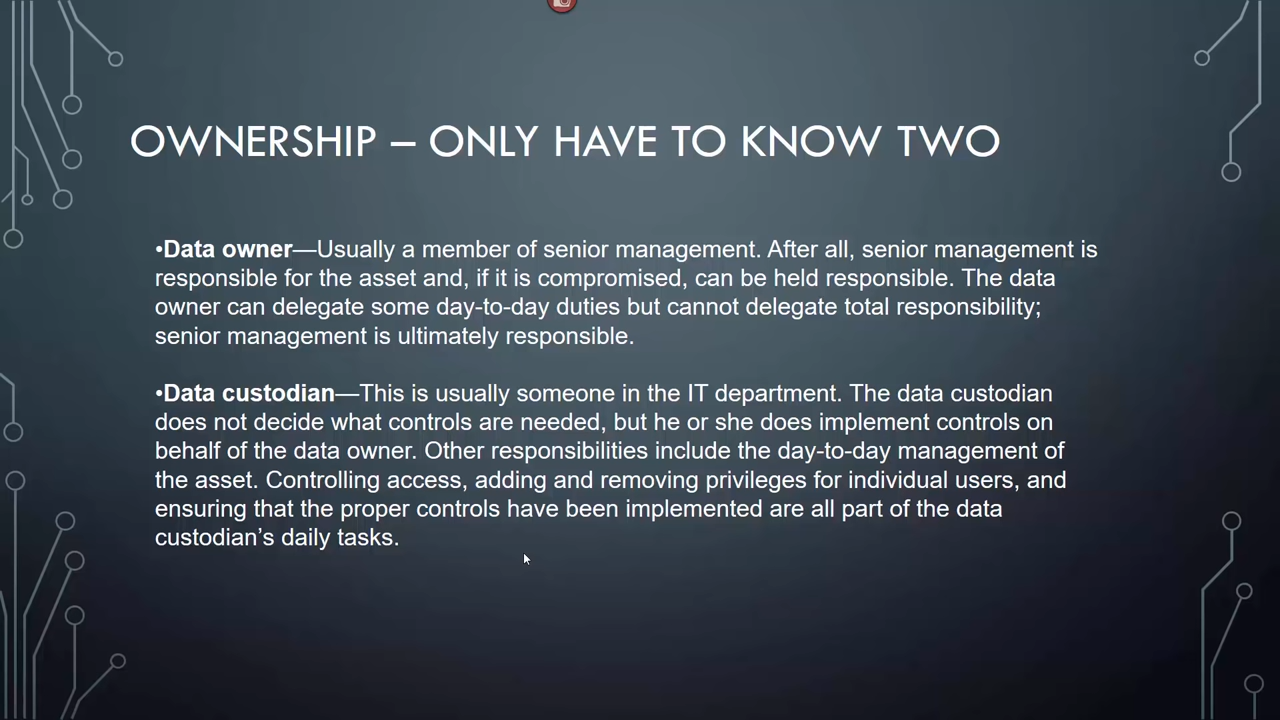 OWNERSHIP – ONLY HAVE TO KNOW TWO
•Data owner—Usually a member of senior management. After all, senior management is
responsible for the asset and, if it is compromised, can be held responsible. The data
owner can delegate some day-to-day duties but cannot delegate total responsibility;
senior management is ultimately responsible.
•Data custodian—This is usually someone in the IT department. The data custodian
does not decide what controls are needed, but he or she does implement controls on
behalf of the data owner. Other responsibilities include the day-to-day management of
the asset. Controlling access, adding and removing privileges for individual users, and
ensuring that the proper controls have been implemented are all part of the data
custodian’s daily tasks.